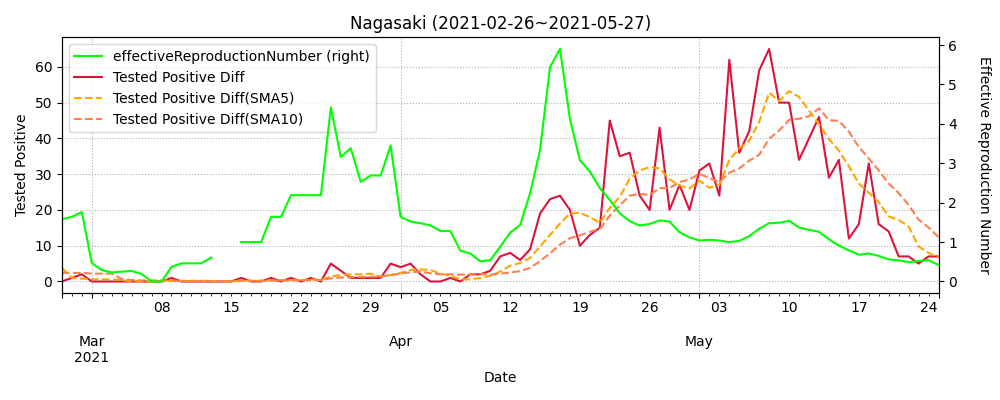 Nagasaki (2021-02-26~2021-05-27)
effectiveReproductionNumber (right)
Tested Positive Diff
Tested Positive Diff(SMA5)
Tested Positive Diff(SMA10)
Tested Positive
60
50
40
30
20
10
0
6
5
4
3
2
1
0
Effective Reproduction Number
08 15 22 29 05 12 19 26 03 10 17 24
Mar Apr May
2021
Date